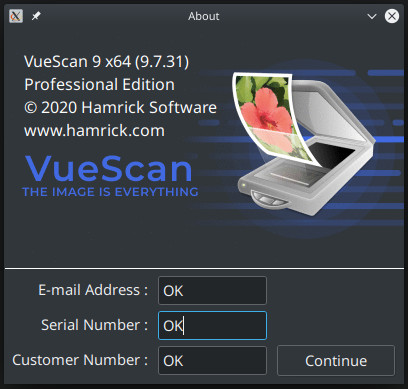 About
VueScan 9 x64 (9.7.31)
Professional Edition
© 2020 Hamrick Software
www.hamrick.com
VueScan
THE IMAGE IS EVERYTHING
E-mail Address : OK
Serial Number : OK
Customer Number : OK
Continue